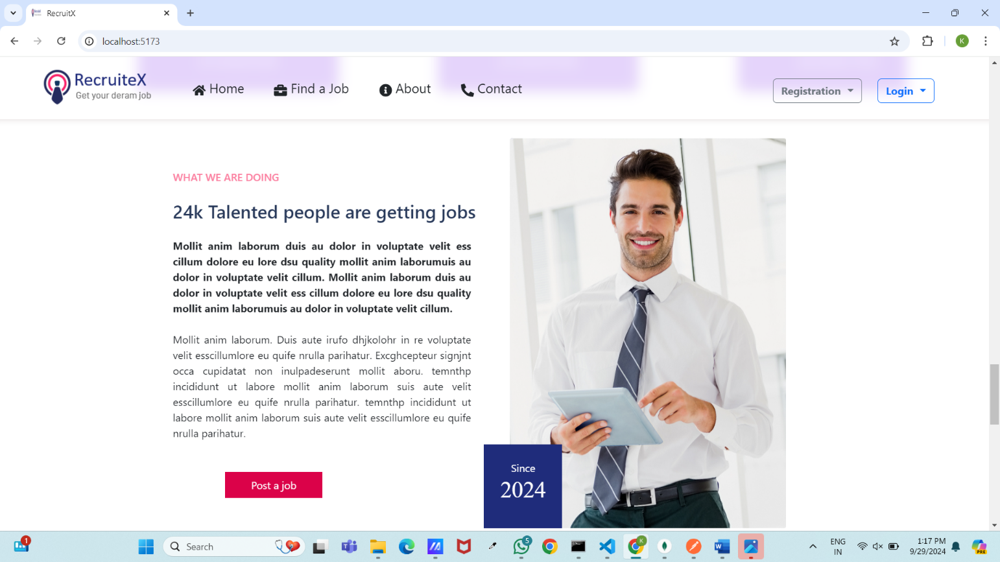 RecruitX
localhost:5173
K
RecruiteX
Get your deram job
Home
Find a Job
About
Contact
Registration
Login
WHAT WE ARE DOING
24k Talented people are getting jobs
Mollit anim laborum duis au dolor in voluptate velit ess
cillum dolore eu lore dsu quality mollit anim laborumuis au
dolor in voluptate velit cillum. Mollit anim laborum duis au
dolor in voluptate velit ess cillum dolore eu lore dsu quality
mollit anim laborumuis au dolor in voluptate velit cillum.
Mollit anim laborum. Duis aute irufo dhjkolohr in re voluptate
velit esscillumlore eu quife nrulla parihatur. Excghcepteur signjnt
occa cupidatat non inulpadeserunt mollit aboru. temnthp
incididunt ut labore mollit anim laborum suis aute velit
esscillumlore eu quife nrulla parihatur. temnthp incididunt ut
labore mollit anim laborum suis aute velit esscillumlore eu quife
nrulla parihatur.
Post a job
Since
2024
1
Search
5
K
ENG
IN
1:17 PM
9/29/2024
PRE